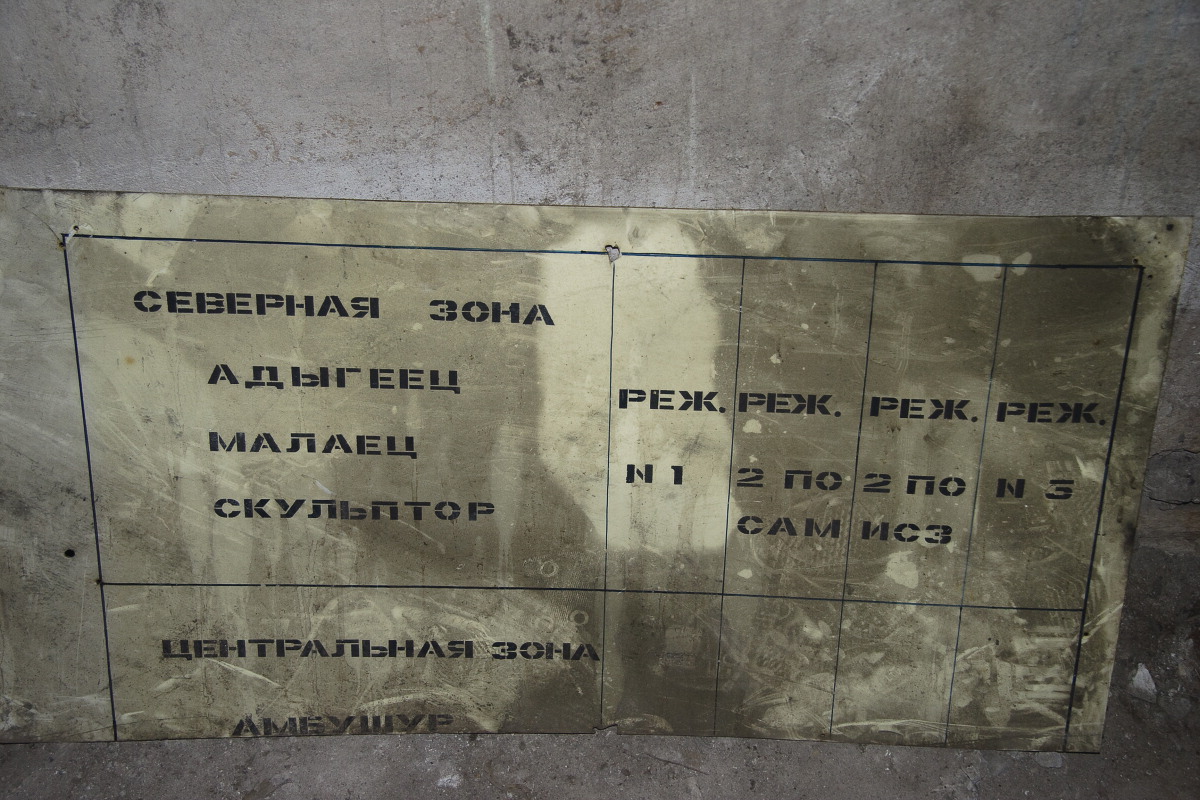 СЕВЕРНАЯ ЗОНА
АДЫГЕЕЦ
МАЛАЕЦ
СКУЛЬПТОР
РЕЖ. РЕЖ. РЕЖ. РЕЖ.
N 1 2 ПО 2 ПО N 3
САМ ИСЗ
ЦЕНТРАЛЬНАЯ ЗОНА
АМБУШУР